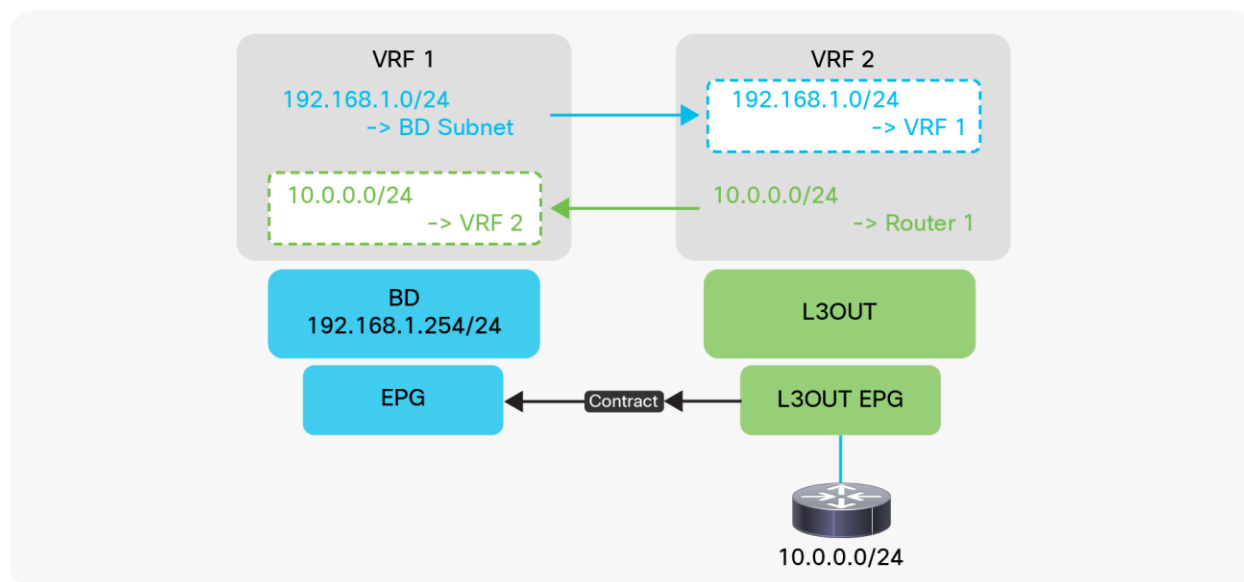 VRF 1
192.168.1.0/24
-> BD Subnet
10.0.0.0/24
-> VRF 2
VRF 2
192.168.1.0/24
-> VRF 1
10.0.0.0/24
-> Router 1
BD
192.168.1.254/24
L3OUT
EPG
Contract
L3OUT EPG
10.0.0.0/24